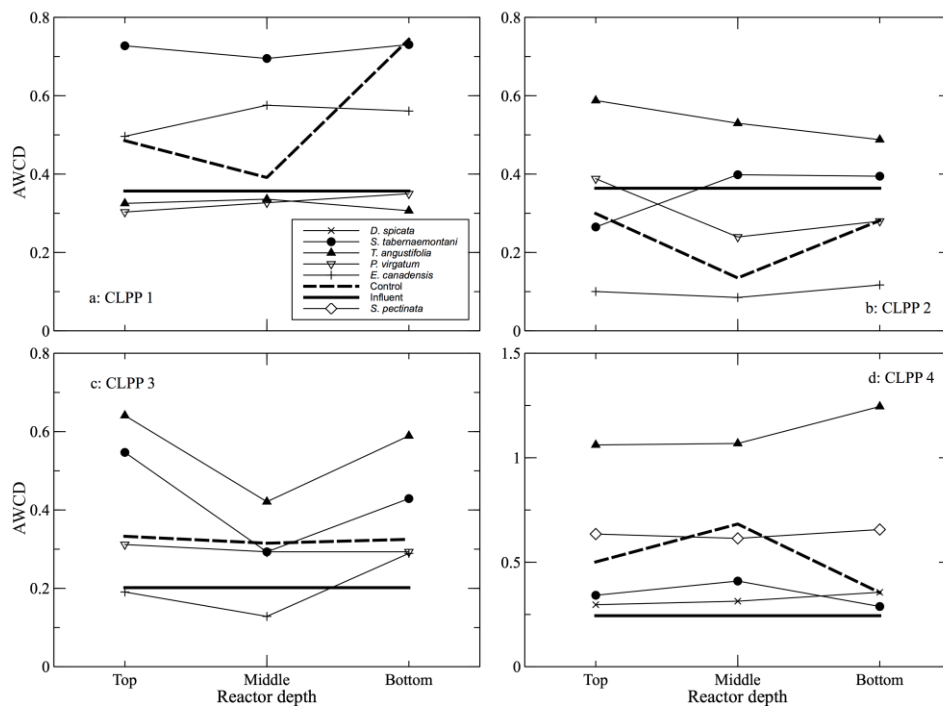 0.8
0.6
0.4
0.2
0
AWCD
D. spicata
S. tabernaemontani
T. angustifolia
P. virgatum
E. canadensis
Control
Influent
S. pectinata
a: CLPP 1
0.8
0.6
0.4
0.2
0
b: CLPP 2
0.8
0.6
0.4
0.2
0
AWCD
c: CLPP 3
Top
Middle
Bottom
Reactor depth
1.5
1
0.5
0
d: CLPP 4
Top
Middle
Bottom
Reactor depth